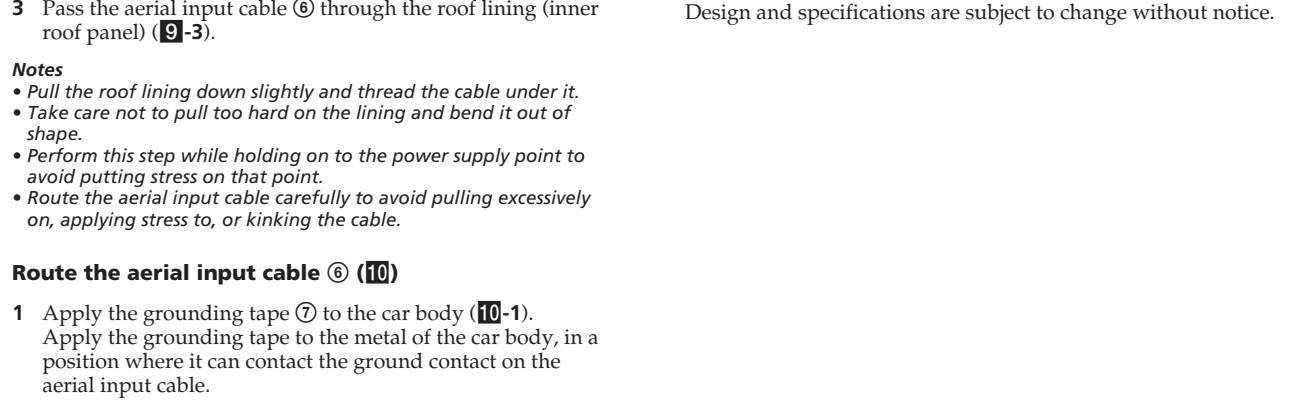 3 Pass the aerial input cable ⑥ through the roof lining (inner
roof panel) (9-3).
Notes
• Pull the roof lining down slightly and thread the cable under it.
• Take care not to pull too hard on the lining and bend it out of
shape.
• Perform this step while holding on to the power supply point to
avoid putting stress on that point.
• Route the aerial input cable carefully to avoid pulling excessively
on, applying stress to, or kinking the cable.
Route the aerial input cable ⑥ (10)
1 Apply the grounding tape ⑦ to the car body (10-1).
Apply the grounding tape to the metal of the car body, in a
position where it can contact the ground contact on the
aerial input cable.
Design and specifications are subject to change without notice.